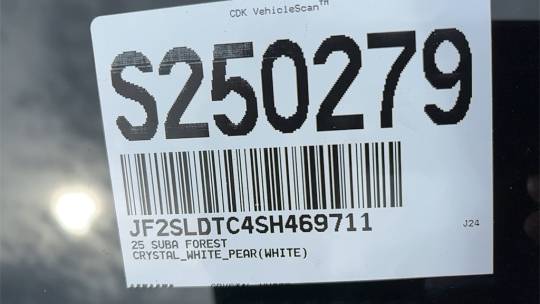 CDK VehicleScan™
S250279
JF2SLDTC4SH469711
J24
25 SUBA FOREST
CRYSTAL_WHITE_PEAR(WHITE)